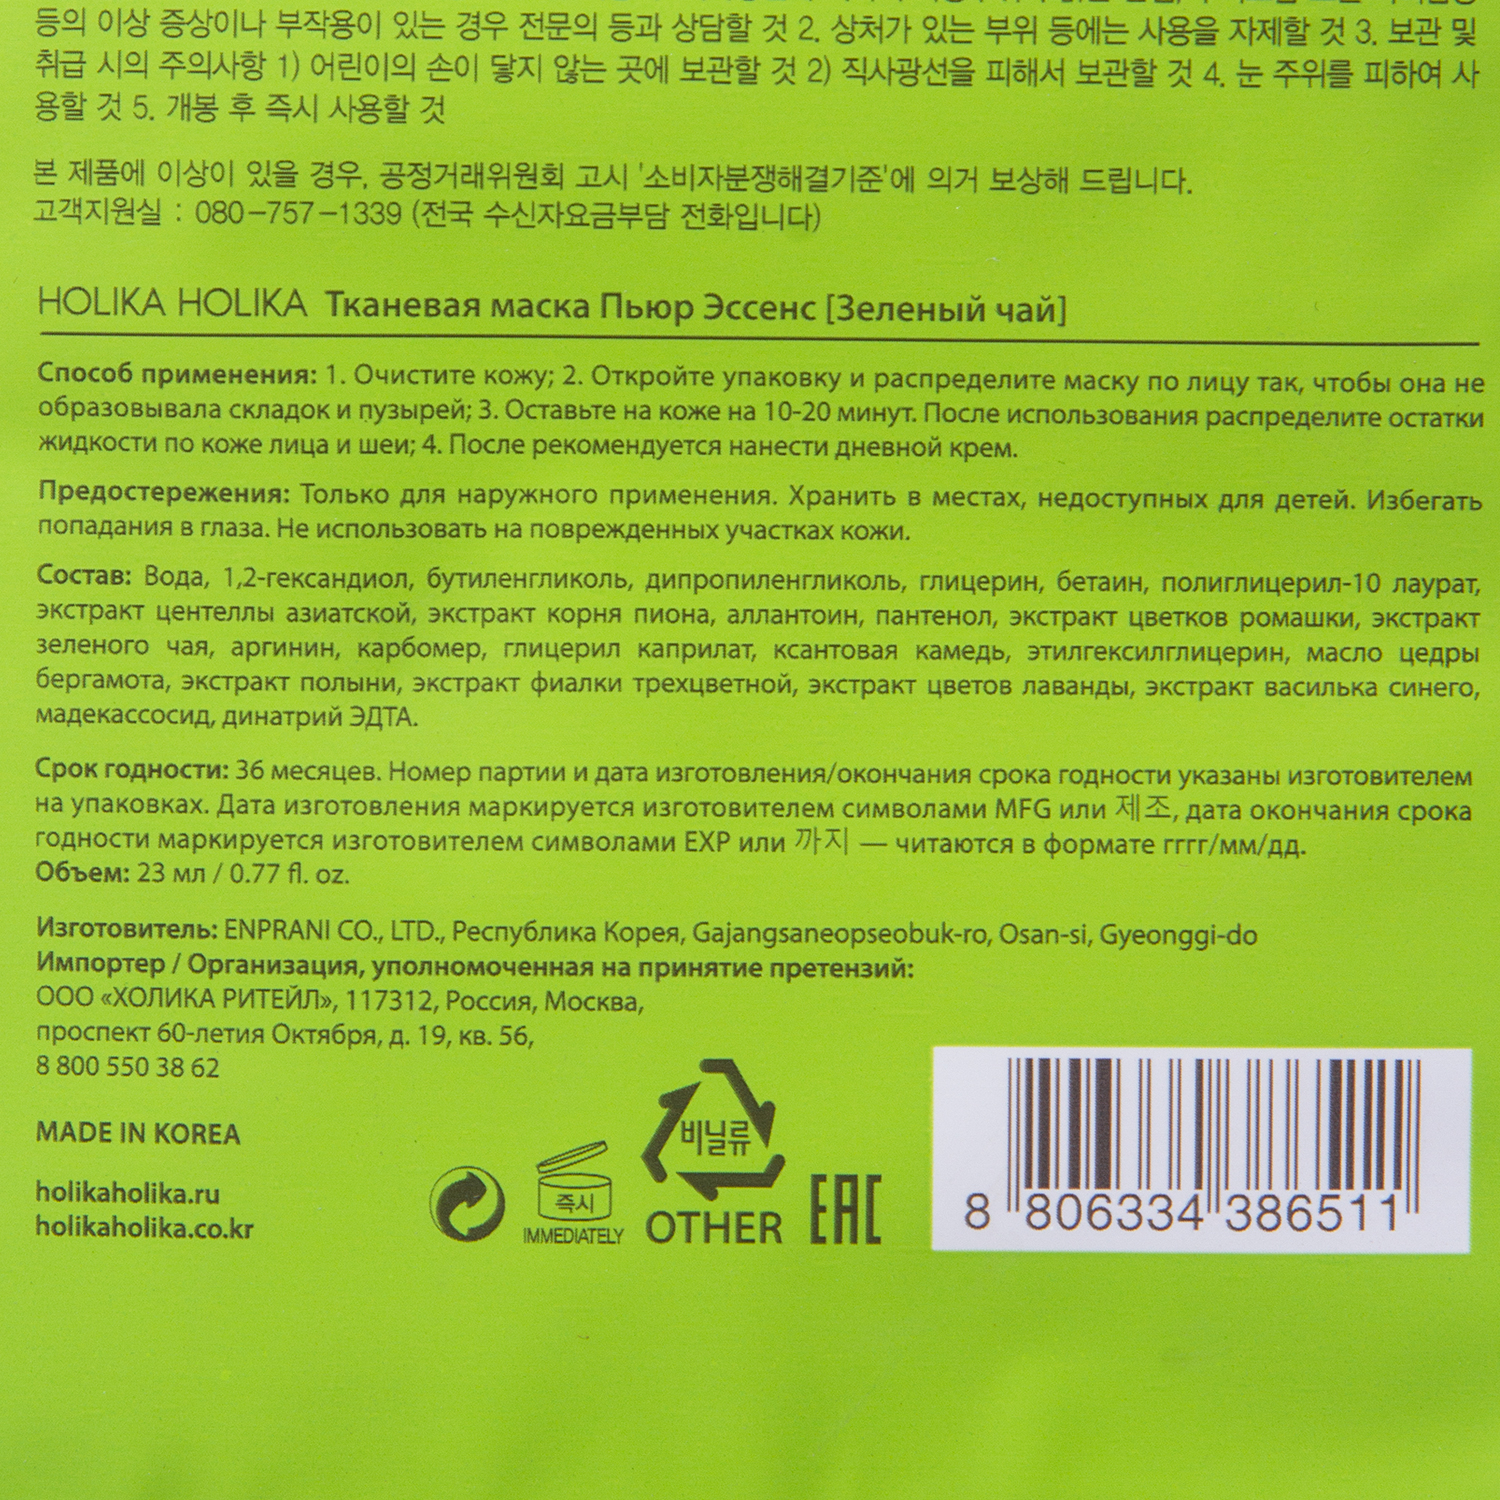 등의 이상 증상이나 부작용이 있는 경우 전문의 등과 상담할 것 2. 상처가 있는 부위 등에는 사용을 자제할 것 3. 보관 및
취급 시의 주의사항 1) 어린이의 손이 닿지 않는 곳에 보관할 것 2) 직사광선을 피해서 보관할 것 4. 눈 주위를 피하여 사
용할 것 5. 개봉 후 즉시 사용할 것
본 제품에 이상이 있을 경우, 공정거래위원회 고시 '소비자분쟁해결기준'에 의거 보상해 드립니다.
고객지원실 : 080-757-1339 (전국 수신자요금부담 전화입니다)
HOLIKA HOLIKA Тканевая маска Пьюр Эссенс [Зеленый чай]
Способ применения: 1. Очистите кожу; 2. Откройте упаковку и распределите маску по лицу так, чтобы она не
образовывала складок и пузырей; 3. Оставьте на коже на 10-20 минут. После использования распределите остатки
жидкости по коже лица и шеи; 4. После рекомендуется нанести дневной крем.
Предостережения: Только для наружного применения. Хранить в местах, недоступных для детей. Избегать
попадания в глаза. Не использовать на поврежденных участках кожи.
Состав: Вода, 1,2-гександиол, бутиленгликоль, дипропиленгликоль, глицерин, бетаин, полиглицерил-10 лаурат,
экстракт центеллы азиатской, экстракт корня пиона, аллантоин, пантенол, экстракт цветков ромашки, экстракт
зеленого чая, аргинин, карбомер, глицерил каприлат, ксантовая камедь, этилгексилглицерин, масло цедры
бергамота, экстракт полыни, экстракт фиалки трехцветной, экстракт цветов лаванды, экстракт василька синего,
мадекассосид, динатрий ЭДТА.
Срок годности: 36 месяцев. Номер партии и дата изготовления/окончания срока годности указаны изготовителем
на упаковках. Дата изготовления маркируется изготовителем символами MFG или 제조, дата окончания срока
годности маркируется изготовителем символами EXP или 까지 — читаются в формате гггг/мм/дд.
Объем: 23 мл / 0.77 fl. oz.
Изготовитель: ENPRANI CO., LTD., Республика Корея, Gajangsaneopseobuk-ro, Osan-si, Gyeonggi-do
Импортер / Организация, уполномоченная на принятие претензий:
ООО «ХОЛИКА РИТЕЙЛ», 117312, Россия, Москва,
проспект 60-летия Октября, д. 19, кв. 56,
8 800 550 38 62
MADE IN KOREA
holikaholika.ru
holikaholika.co.kr
즉시
IMMEDIATELY
비닐류
OTHER
EAC
8 806334 386511